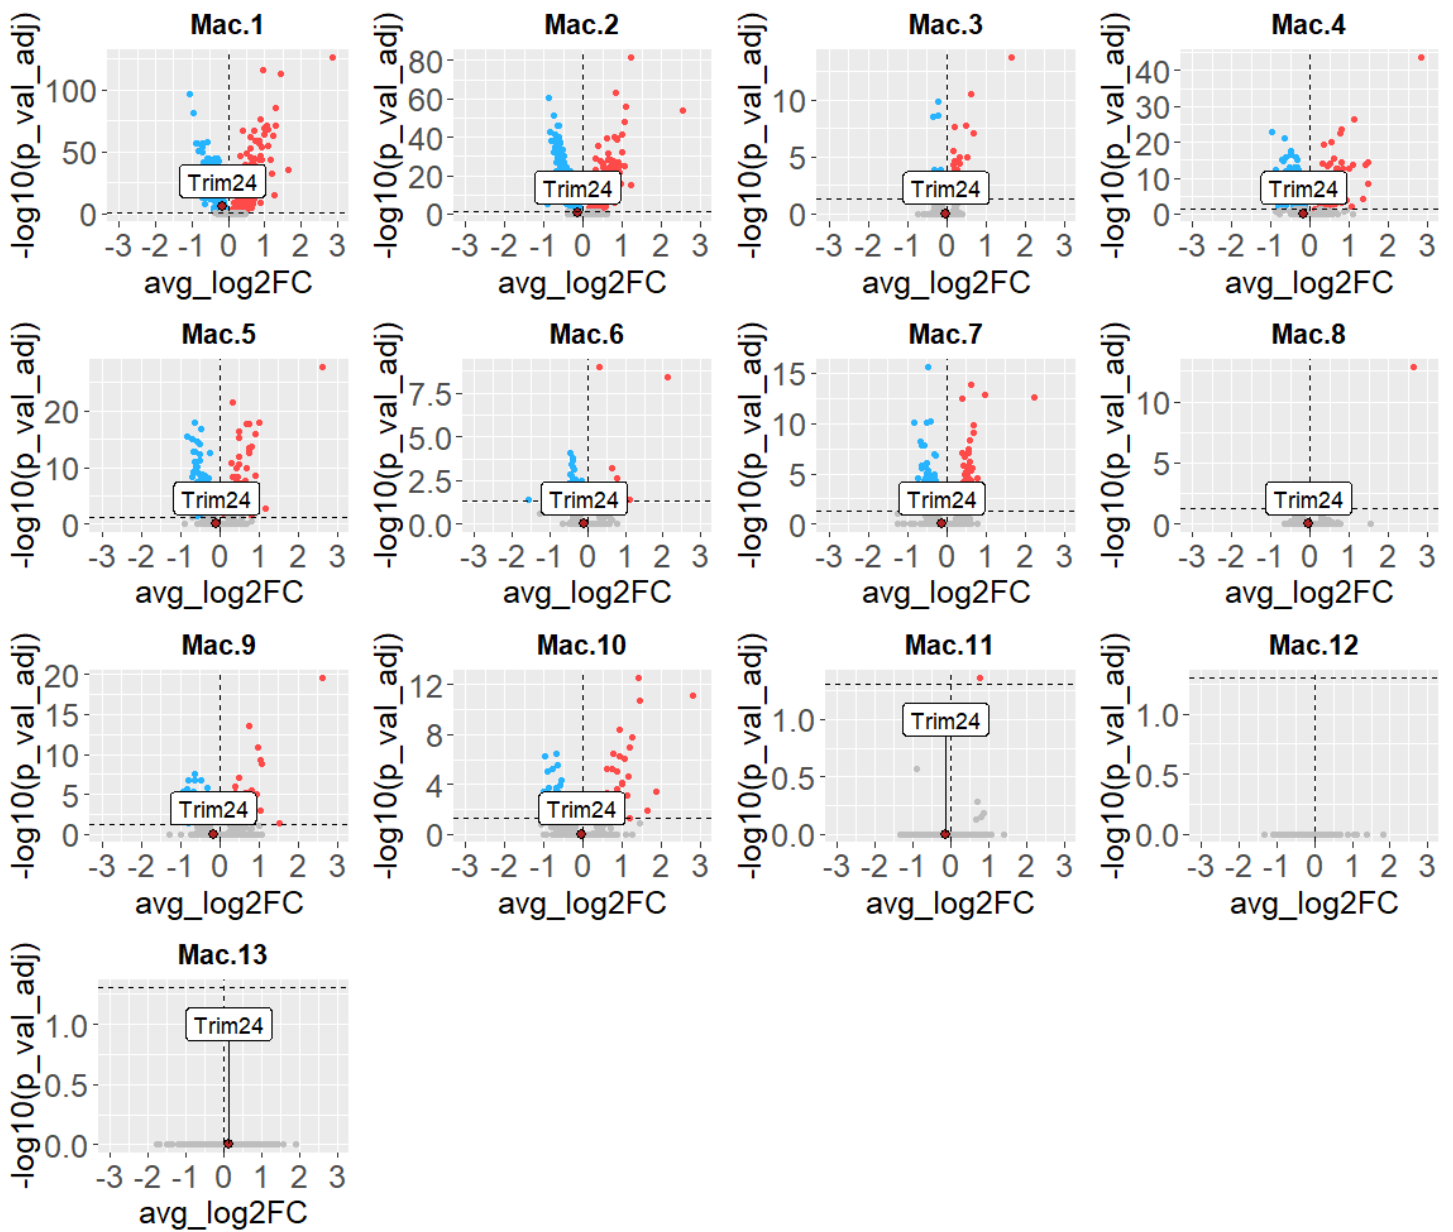 Mac.1
-log10(p_val_adj)
100
50
0
Trim24
-3 -2 -1 0 1 2 3
avg_log2FC
Mac.2
-log10(p_val_adj)
80
60
40
20
0
Trim24
-3 -2 -1 0 1 2 3
avg_log2FC
Mac.3
-log10(p_val_adj)
10
5
0
Trim24
-3 -2 -1 0 1 2 3
avg_log2FC
Mac.4
-log10(p_val_adj)
40
30
20
10
0
Trim24
-3 -2 -1 0 1 2 3
avg_log2FC
Mac.5
-log10(p_val_adj)
20
10
0
Trim24
-3 -2 -1 0 1 2 3
avg_log2FC
Mac.6
-log10(p_val_adj)
7.5
5.0
2.5
0.0
Trim24
-3 -2 -1 0 1 2 3
avg_log2FC
Mac.7
-log10(p_val_adj)
15
10
5
0
Trim24
-3 -2 -1 0 1 2 3
avg_log2FC
Mac.8
-log10(p_val_adj)
10
5
0
Trim24
-3 -2 -1 0 1 2 3
avg_log2FC
Mac.9
-log10(p_val_adj)
20
15
10
5
0
Trim24
-3 -2 -1 0 1 2 3
avg_log2FC
Mac.10
-log10(p_val_adj)
12
8
4
0
Trim24
-3 -2 -1 0 1 2 3
avg_log2FC
Mac.11
-log10(p_val_adj)
1.0
0.5
0.0
Trim24
-3 -2 -1 0 1 2 3
avg_log2FC
Mac.12
-log10(p_val_adj)
1.0
0.5
0.0
-3 -2 -1 0 1 2 3
avg_log2FC
Mac.13
-log10(p_val_adj)
1.0
0.5
0.0
Trim24
-3 -2 -1 0 1 2 3
avg_log2FC